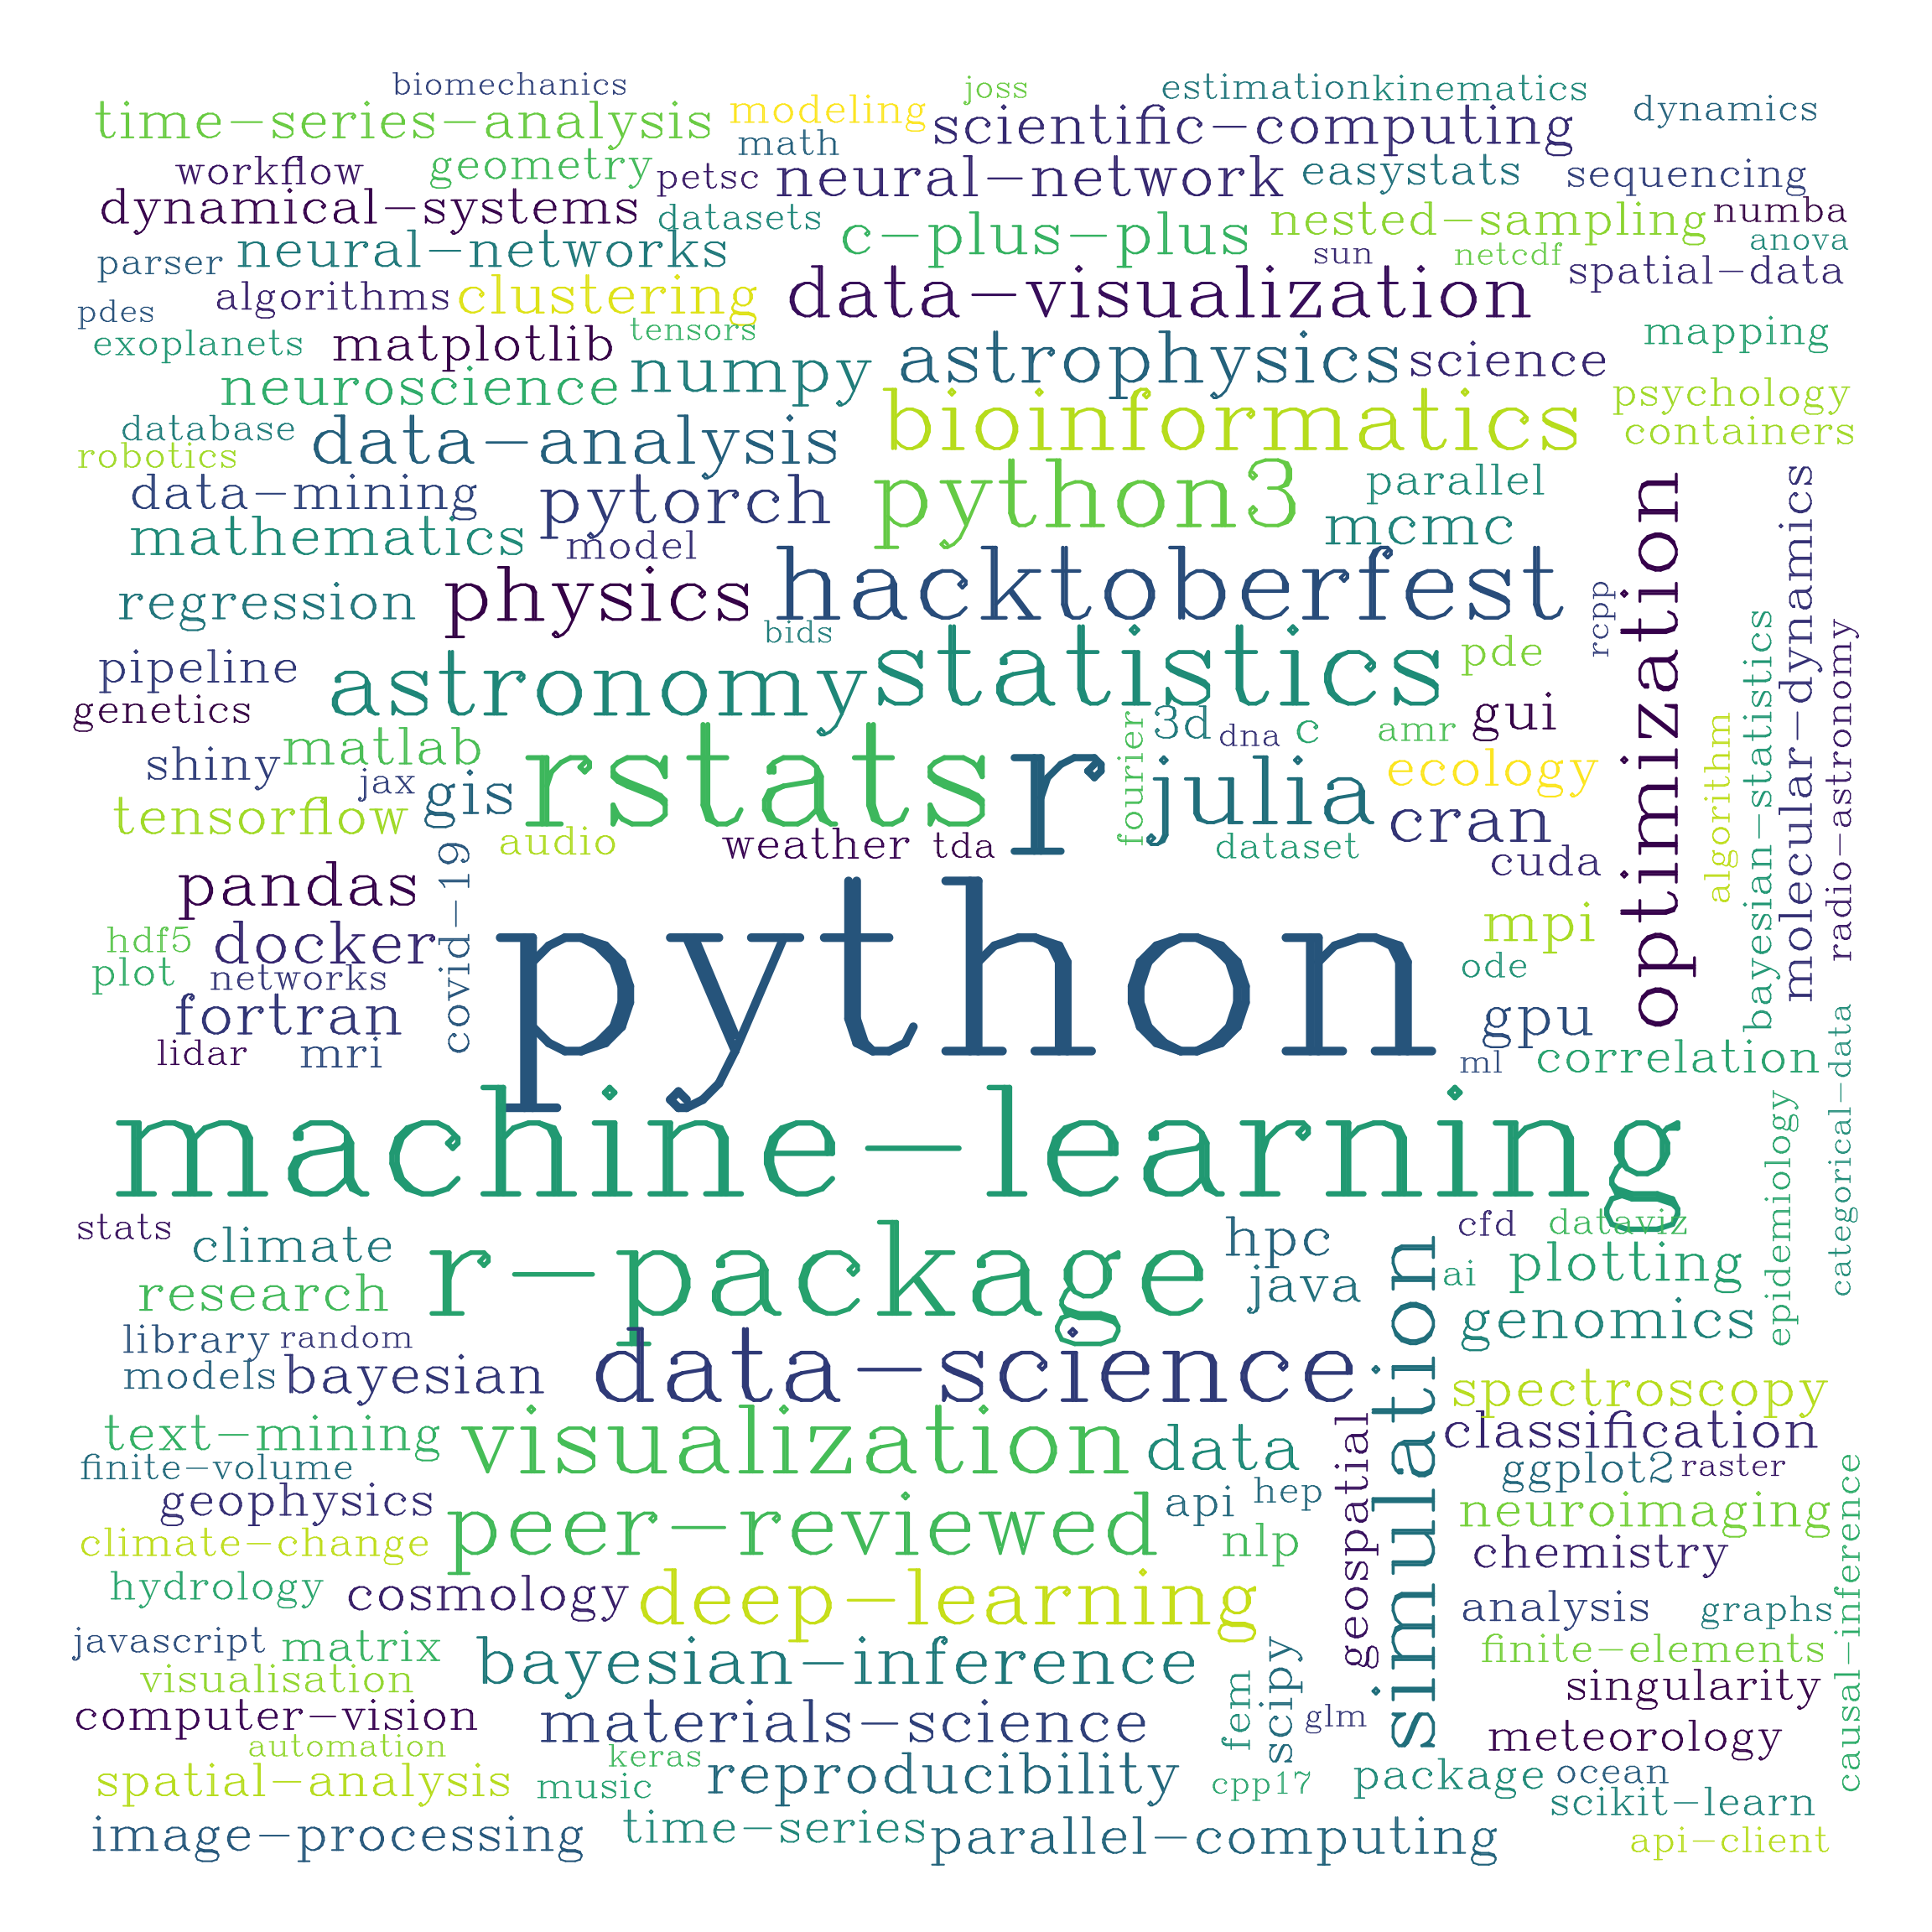 biomechanics
joss
estimation
kinematics
time-series-analysis
modeling
scientific-computing
dynamics
math
workflow
geometry
petsc
neural-network
easystats
sequencing
dynamical-systems
datasets
c-plus-plus
nested-sampling
numba
parser
neural-networks
sun
netcdf
anova
spatial-data
pdes
algorithms
clustering
data-visualization
exoplanets
matplotlib
tensors
mapping
neuroscience
numpy
astrophysics
science
psychology
database
data-analysis
bioinformatics
containers
robotics
data-mining
pytorch
python3
parallel
mathematics
model
mcmc
optimization
molecular-dynamics
regression
physics
hacktoberfest
rcpp
bids
pipeline
astronomy
statistics
pde
bayesian-statistics
radio-astronomy
genetics
matlab
rstats
r
fourier
3d
dna
c
amr
gui
algorithm
shiny
jax
gis
julia
ecology
tensorflow
audio
weather
tda
dataset
cran
cuda
pandas
covid-19
python
mpi
hdf5
docker
plot
networks
ode
fortran
gpu
lidar
mri
ml
correlation
categorical-data
machine-learning
epidemiology
stats
climate
r-package
hpc
cfd
dataviz
research
java
simulation
ai
plotting
library
random
genomics
models
bayesian
data-science
spectroscopy
text-mining
visualization
data
geospatial
classification
finite-volume
ggplot2
raster
geophysics
peer-reviewed
api
hep
neuroimaging
causal-inference
climate-change
nlp
chemistry
hydrology
cosmology
deep-learning
analysis
graphs
javascript
matrix
bayesian-inference
finite-elements
visualisation
fem
scipy
singularity
computer-vision
materials-science
glm
meteorology
automation
keras
spatial-analysis
music
reproducibility
cpp17
package
ocean
scikit-learn
image-processing
time-series
parallel-computing
api-client